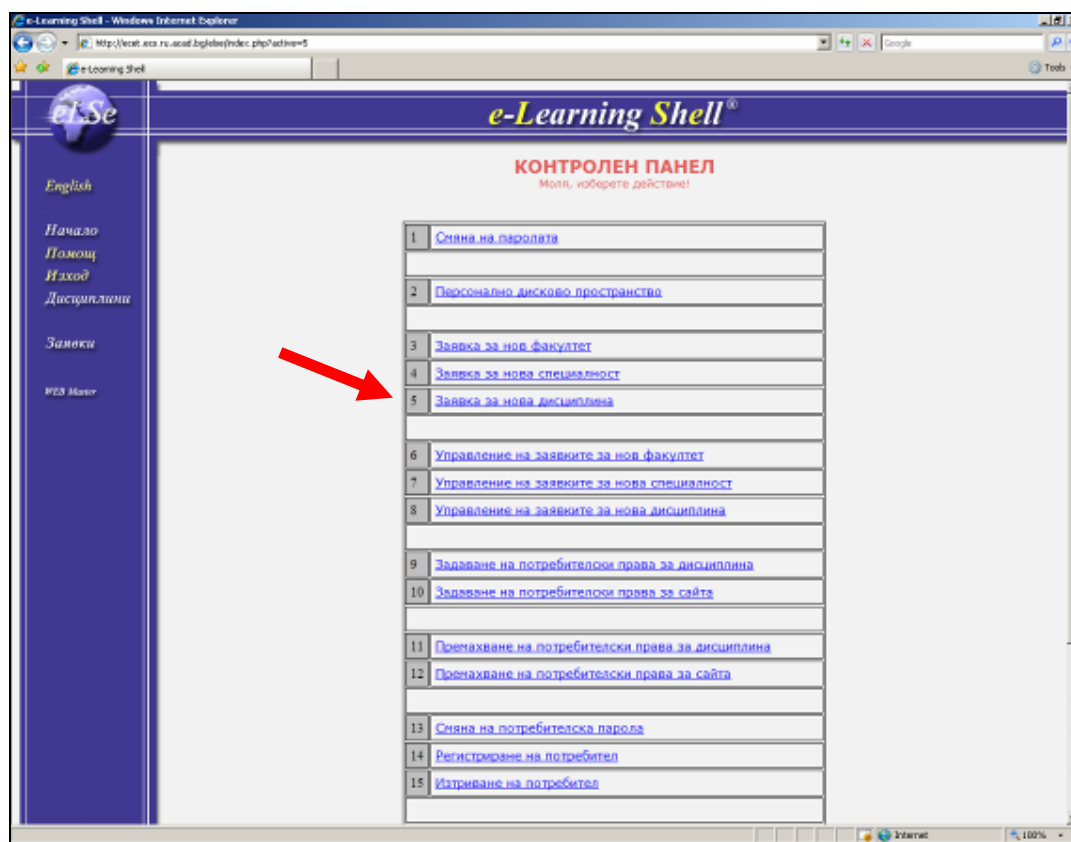 e-Learning Shell - Windows Internet Explorer
Google
e-Learning Shell
Tools
eLSe
e-Learning Shell®
English
Начало
Помощ
Изход
Дисциплини
Заявки
WEB Master
КОНТРОЛЕН ПАНЕЛ
Моля, изберете действие!
1 Смяна на паролата
2 Персонално дисково пространство
3 Заявка за нов факултет
4 Заявка за нова специалност
5 Заявка за нова дисциплина
6 Управление на заявките за нов факултет
7 Управление на заявките за нова специалност
8 Управление на заявките за нова дисциплина
9 Задаване на потребителски права за дисциплина
10 Задаване на потребителски права за сайта
11 Премахване на потребителски права за дисциплина
12 Премахване на потребителски права за сайта
13 Смяна на потребителска парола
14 Регистриране на потребител
15 Изтриване на потребител
Internet
100%